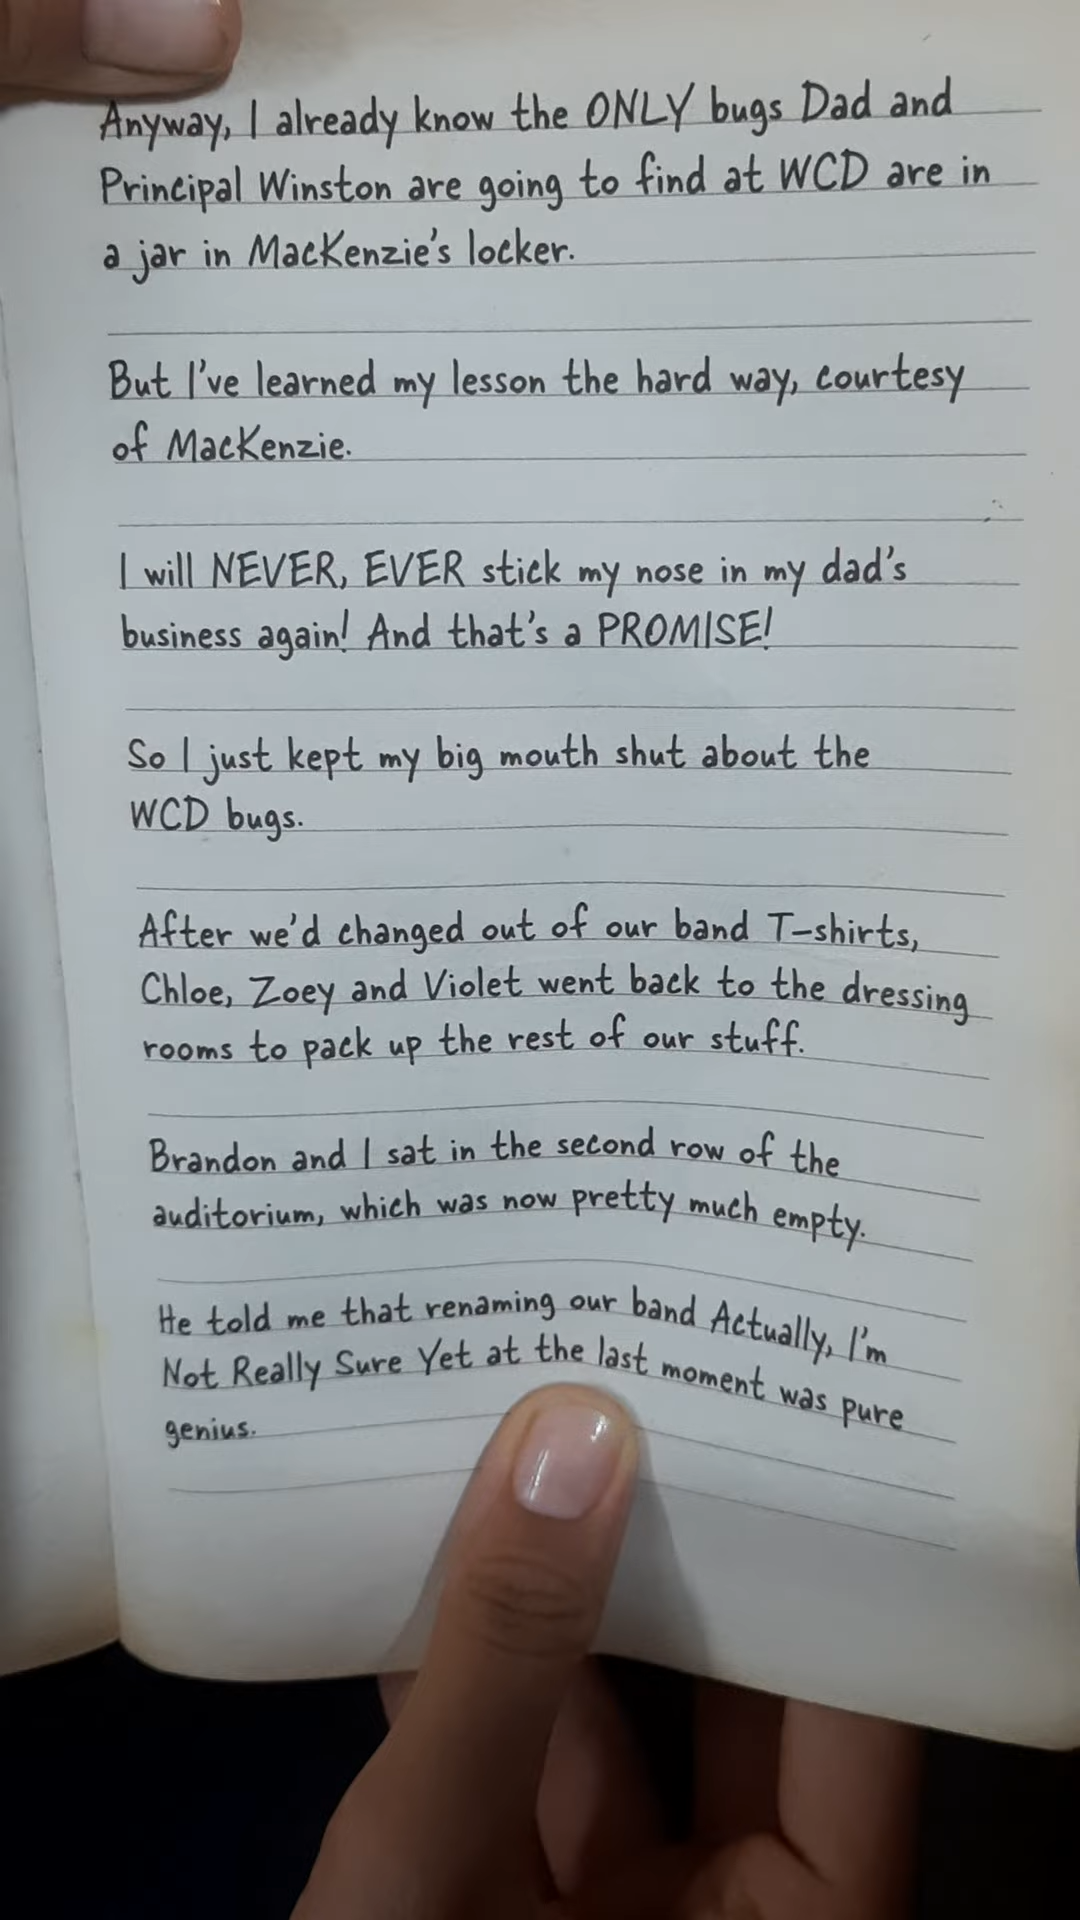 Anyway, I already know the ONLY bugs Dad and
Principal Winston are going to find at WCD are in
a jar in MacKenzie's locker.
But I've learned my lesson the hard way, courtesy
of MacKenzie.
I will NEVER, EVER stick my nose in my dad's
business again! And that's a PROMISE!
So I just kept my big mouth shut about the
WCD bugs.
After we'd changed out of our band T-shirts,
Chloe, Zoey and Violet went back to the dressing
rooms to pack up the rest of our stuff.
Brandon and I sat in the second row of the
auditorium, which was now pretty much empty.
He told me that renaming our band Actually, I'm
Not Really Sure Yet at the last moment was pure
genius.